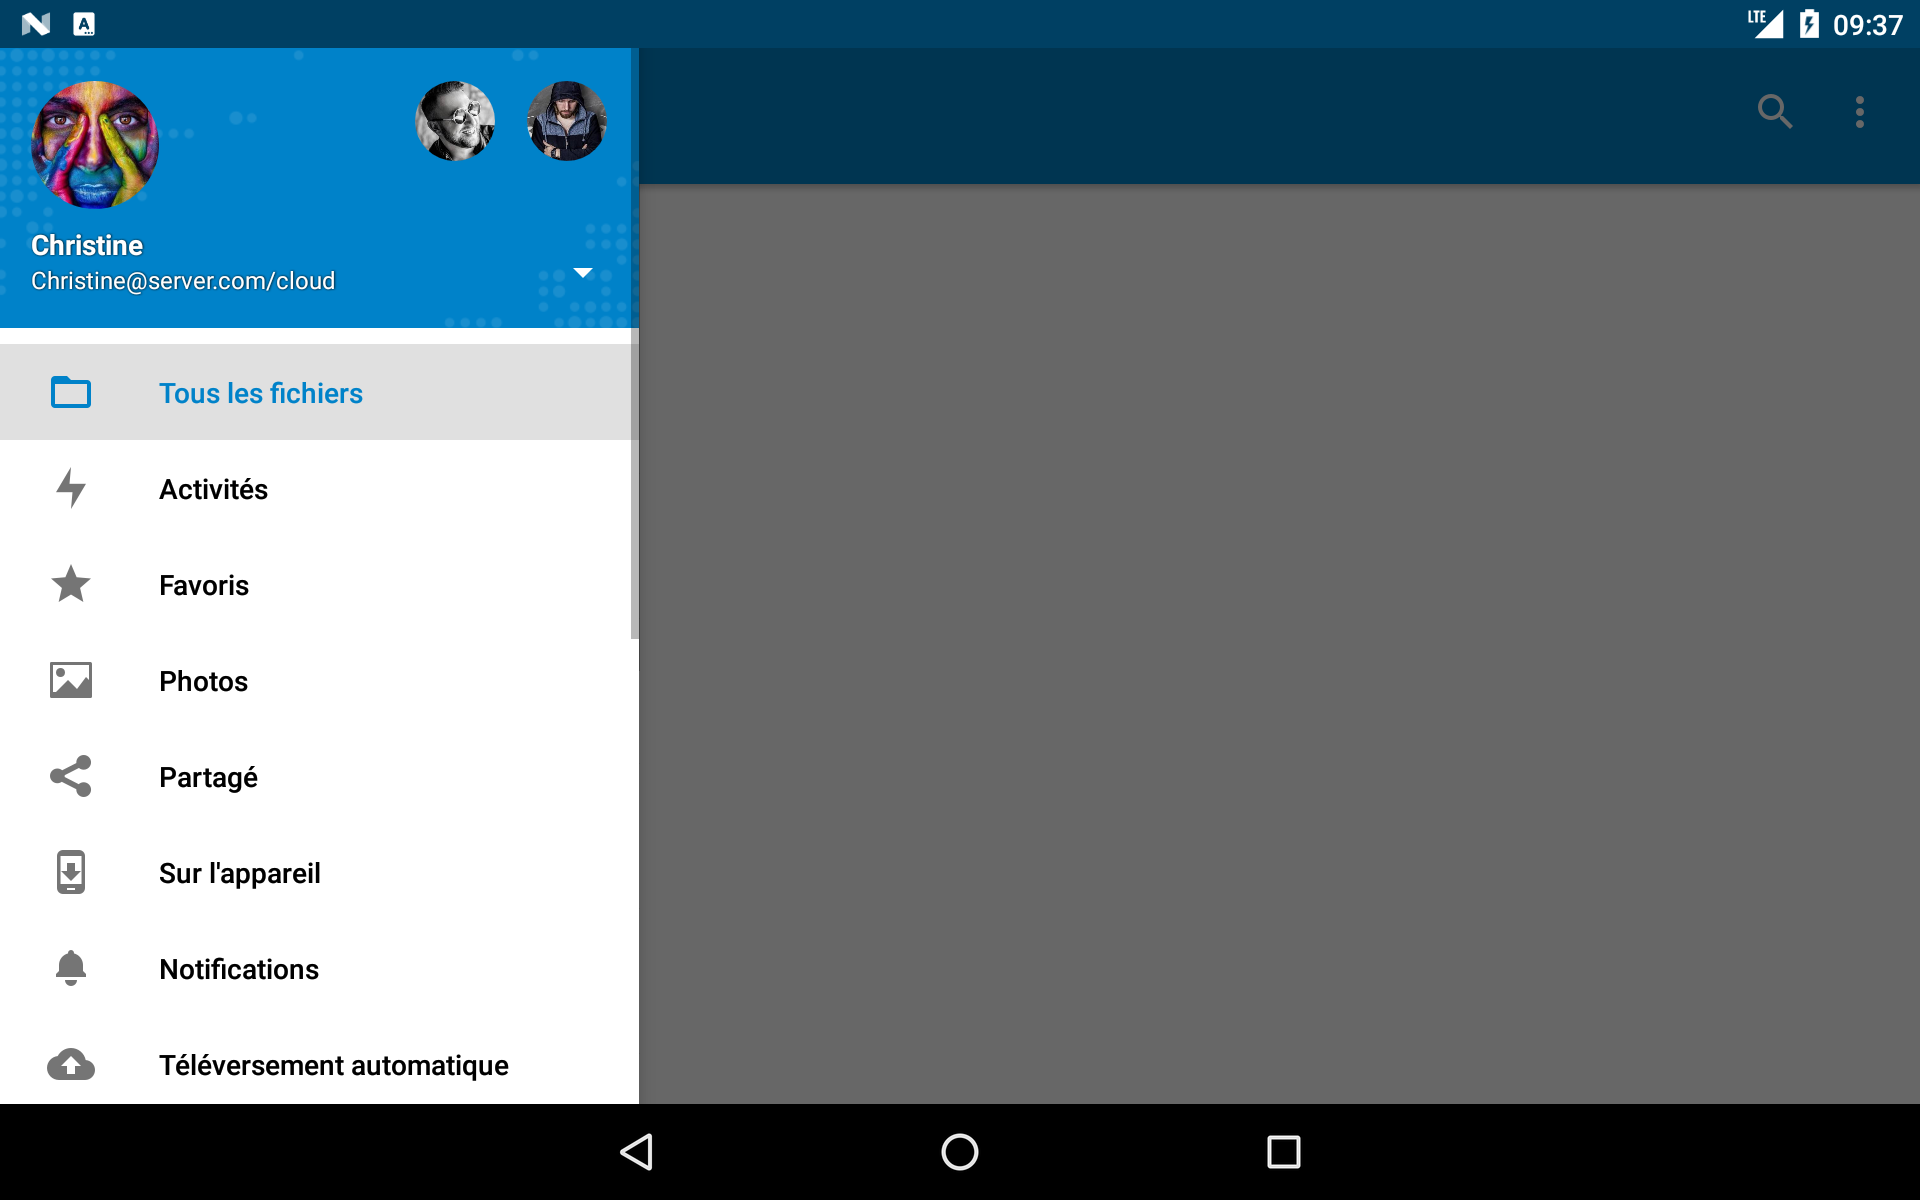 LTE 09:37
Christine
Christine@server.com/cloud
Tous les fichiers
Activités
Favoris
Photos
Partagé
Sur l'appareil
Notifications
Téléversement automatique